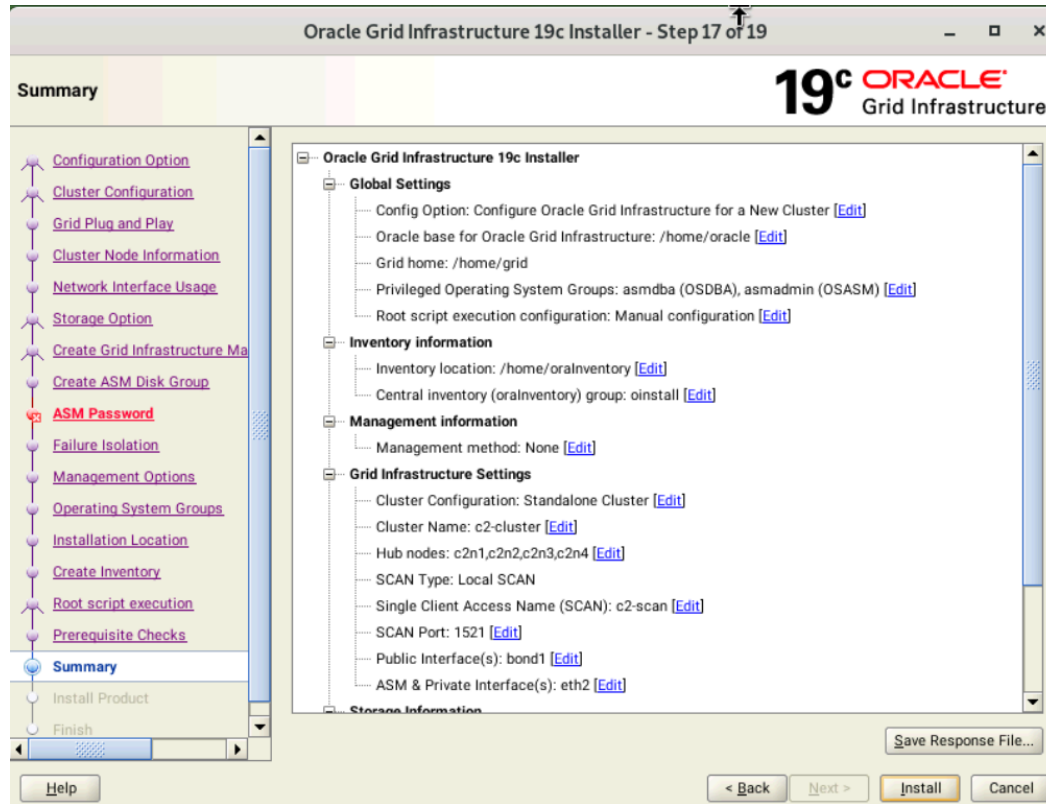 Oracle Grid Infrastructure 19c Installer - Step 17 of 19
Summary
19c ORACLE
Grid Infrastructure
Configuration Option
Cluster Configuration
Grid Plug and Play
Cluster Node Information
Network Interface Usage
Storage Option
Create Grid Infrastructure Ma
Create ASM Disk Group
ASM Password
Failure Isolation
Management Options
Operating System Groups
Installation Location
Create Inventory
Root script execution
Prerequisite Checks
Summary
Install Product
Finish
Oracle Grid Infrastructure 19c Installer
Global Settings
Config Option: Configure Oracle Grid Infrastructure for a New Cluster [Edit]
Oracle base for Oracle Grid Infrastructure: /home/oracle [Edit]
Grid home: /home/grid
Privileged Operating System Groups: asmdba (OSDBA), asmadmin (OSASM) [Edit]
Root script execution configuration: Manual configuration [Edit]
Inventory information
Inventory location: /home/oraInventory [Edit]
Central inventory (oraInventory) group: oinstall [Edit]
Management information
Management method: None [Edit]
Grid Infrastructure Settings
Cluster Configuration: Standalone Cluster [Edit]
Cluster Name: c2-cluster [Edit]
Hub nodes: c2n1,c2n2,c2n3,c2n4 [Edit]
SCAN Type: Local SCAN
Single Client Access Name (SCAN): c2-scan [Edit]
SCAN Port: 1521 [Edit]
Public Interface(s): bond1 [Edit]
ASM & Private Interface(s): eth2 [Edit]
Storage Information
Save Response File...
Help
< Back
Next >
Install
Cancel